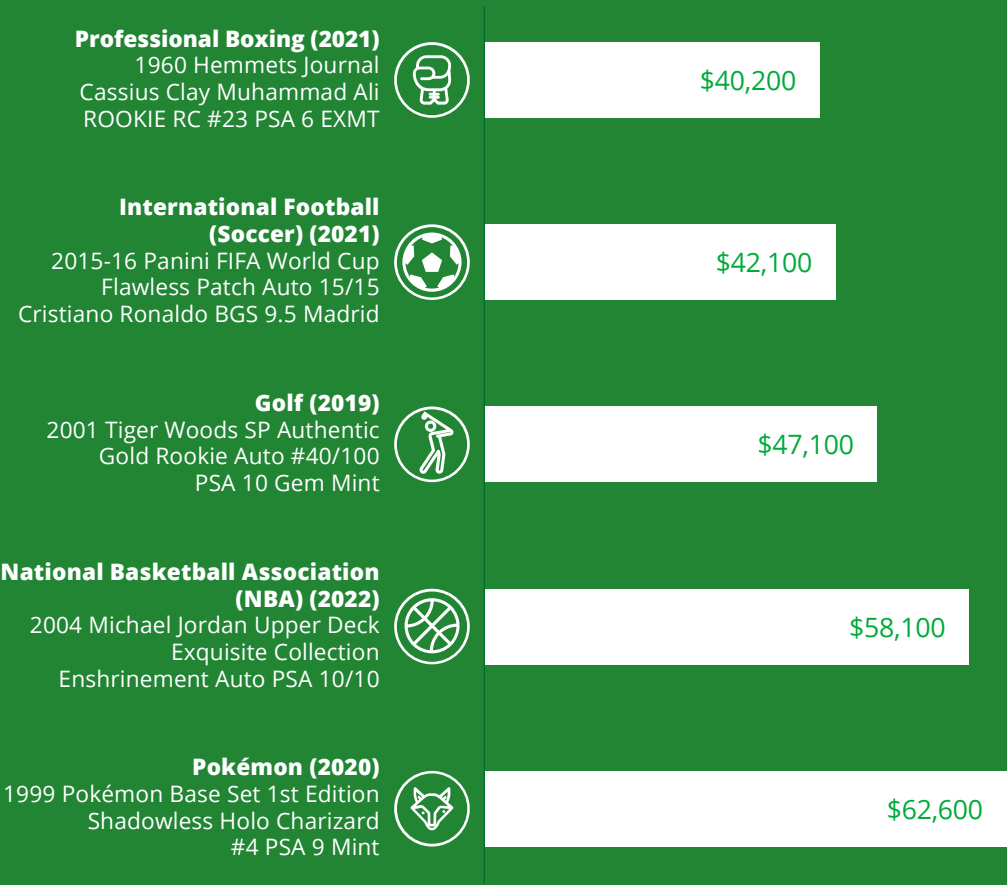 Professional Boxing (2021)
1960 Hemmets Journal
Cassius Clay Muhammad Ali
ROOKIE RC #23 PSA 6 EXMT
$40,200
International Football
(Soccer) (2021)
2015-16 Panini FIFA World Cup
Flawless Patch Auto 15/15
Cristiano Ronaldo BGS 9.5 Madrid
$42,100
Golf (2019)
2001 Tiger Woods SP Authentic
Gold Rookie Auto #40/100
PSA 10 Gem Mint
$47,100
National Basketball Association
(NBA) (2022)
2004 Michael Jordan Upper Deck
Exquisite Collection
Enshrinement Auto PSA 10/10
$58,100
Pokémon (2020)
1999 Pokémon Base Set 1st Edition
Shadowless Holo Charizard
#4 PSA 9 Mint
$62,600